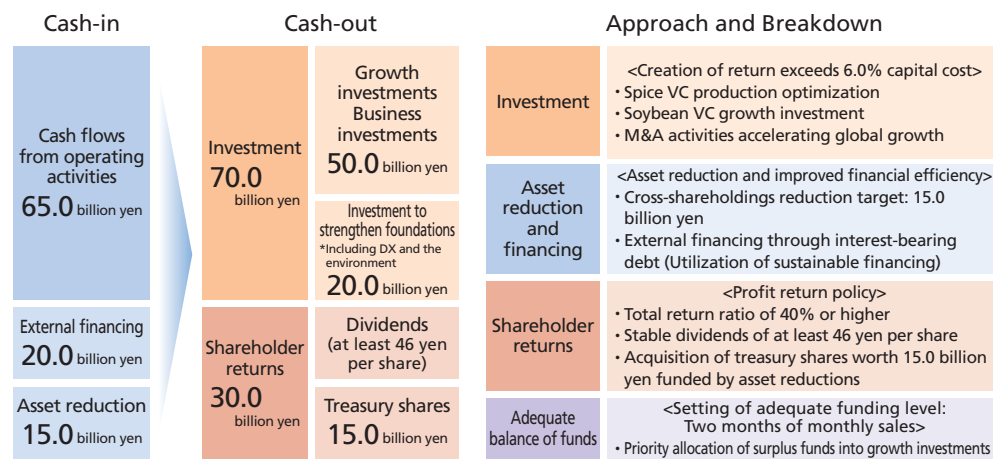 Cash-in
Cash-out
Approach and Breakdown
Cash flows
from operating
activities
65.0 billion yen
External financing
20.0 billion yen
Asset reduction
15.0 billion yen
Investment
70.0
billion yen
Growth
investments
Business
investments
50.0 billion yen
Investment to
strengthen foundations
*Including DX and the
environment
20.0 billion yen
Shareholder
returns
30.0
billion yen
Dividends
(at least 46 yen
per share)
Treasury shares
15.0 billion yen
Investment
<Creation of return exceeds 6.0% capital cost>
・Spice VC production optimization
・Soybean VC growth investment
・M&A activities accelerating global growth
Asset
reduction
and
financing
<Asset reduction and improved financial efficiency>
・Cross-shareholdings reduction target: 15.0
billion yen
・External financing through interest-bearing
debt (Utilization of sustainable financing)
Shareholder
returns
<Profit return policy>
・Total return ratio of 40% or higher
・Stable dividends of at least 46 yen per share
・Acquisition of treasury shares worth 15.0 billion
yen funded by asset reductions
Adequate
balance of funds
<Setting of adequate funding level:
Two months of monthly sales>
・Priority allocation of surplus funds into growth investments